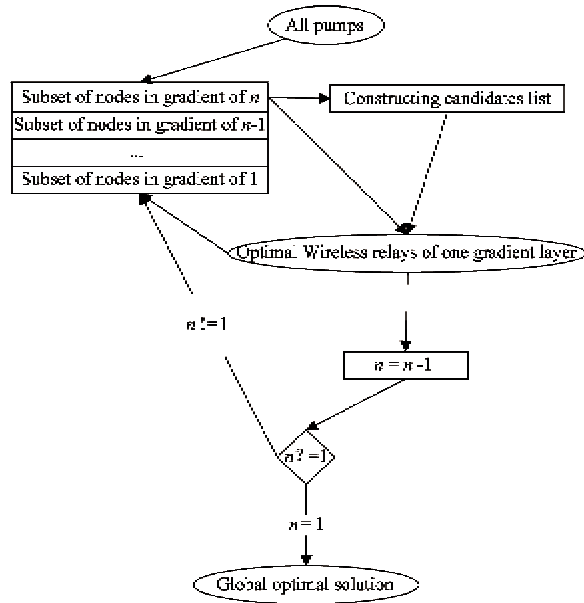 All pumps
Subset of nodes in gradient of n
Constructing candidates list
Subset of nodes in gradient of n-1
...
Subset of nodes in gradient of 1
Optimal Wireless relays of one gradient layer
n != 1
n = n -1
n? =1
n = 1
Global optimal solution